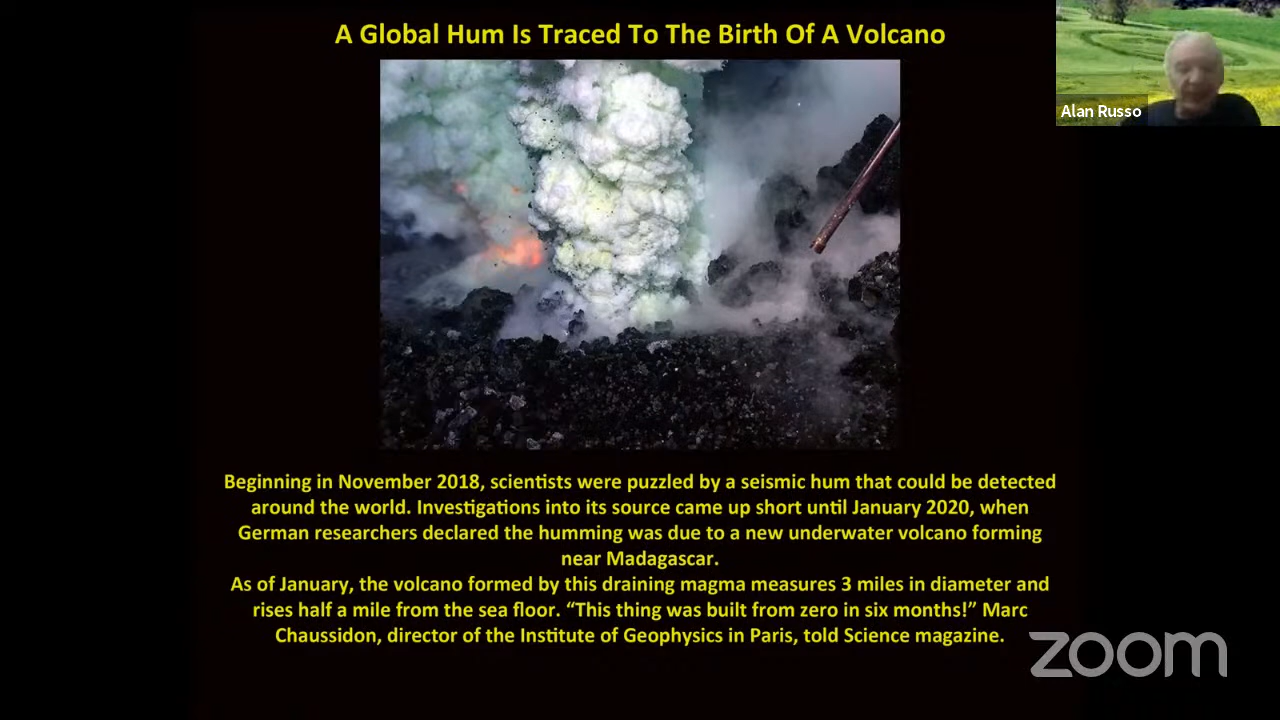 A Global Hum Is Traced To The Birth Of A Volcano
Alan Russo
Beginning in November 2018, scientists were puzzled by a seismic hum that could be detected
around the world. Investigations into its source came up short until January 2020, when
German researchers declared the humming was due to a new underwater volcano forming
near Madagascar.
As of January, the volcano formed by this draining magma measures 3 miles in diameter and
rises half a mile from the sea floor. “This thing was built from zero in six months!” Marc
Chaussidon, director of the Institute of Geophysics in Paris, told Science magazine.
zoom